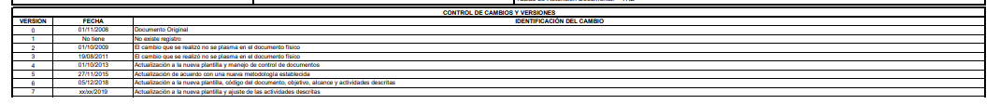 CONTROL DE CAMBIOS Y VERSIONES
VERSION FECHA IDENTIFICACIÓN DEL CAMBIO
0 01/11/2008 Documento Original
1 No tiene No existe registro
2 01/10/2009 El cambio que se realizó no se plasma en el documento físico
3 19/08/2011 El cambio que se realizó no se plasma en el documento físico
4 01/10/2013 Actualización a la nueva plantilla y manejo de control de documentos
5 27/11/2015 Actualización de acuerdo con una nueva metodología establecida
6 05/12/2018 Actualización a la nueva plantilla, código del documento, objetivo, alcance y actividades descritas
7 xx/xx/2019 Actualización a la nueva plantilla y ajuste de las actividades descritas